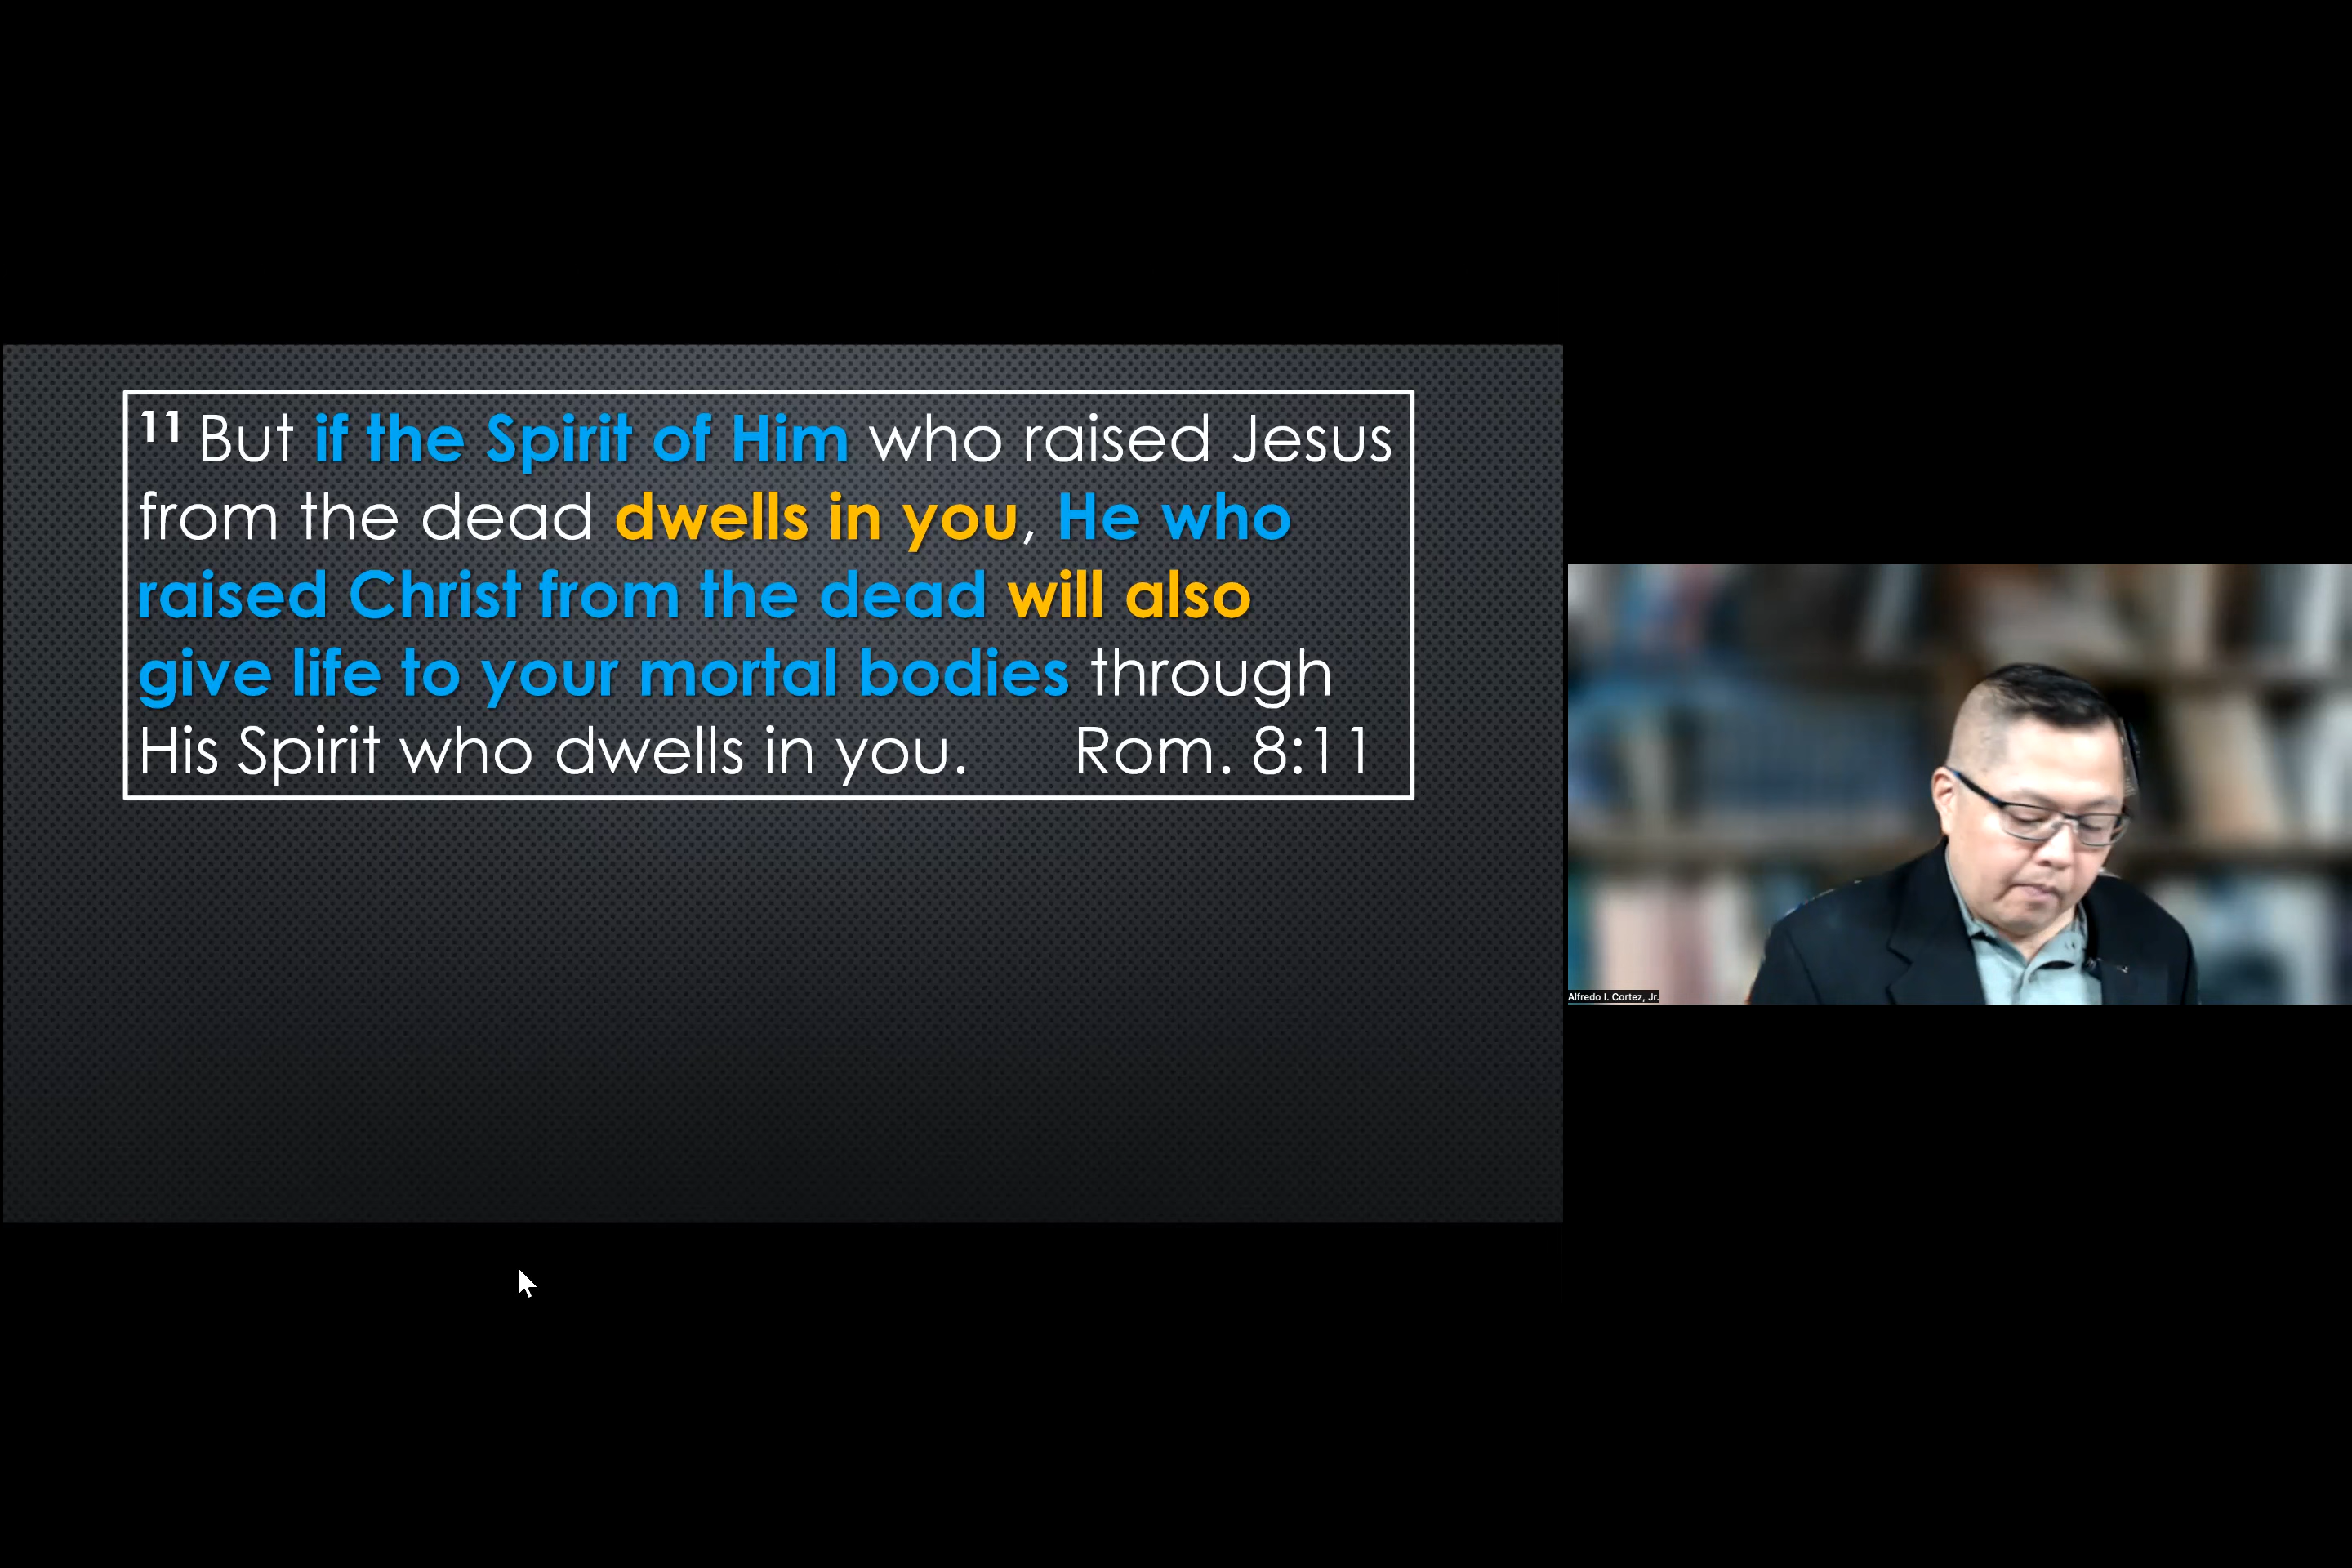 11 But if the Spirit of Him who raised Jesus
from the dead dwells in you, He who
raised Christ from the dead will also
give life to your mortal bodies through
His Spirit who dwells in you. Rom. 8:11
Alfredo I. Cortez, Jr.